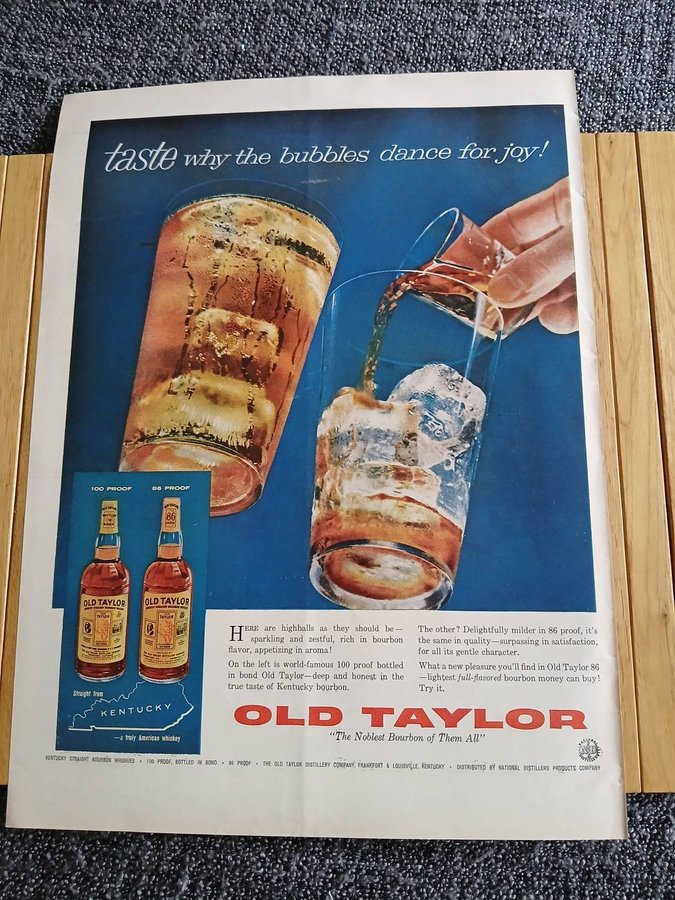 taste why the bubbles dance for joy!
100 PROOF 86 PROOF
86
OLD TAYLOR OLD TAYLOR
TAYLOR TAYLOR
Straight from
KENTUCKY
—a truly American whiskey
HERE are highballs as they should be—
sparkling and zestful, rich in bourbon
flavor, appetizing in aroma!
On the left is world-famous 100 proof bottled
in bond Old Taylor—deep and honest in the
true taste of Kentucky bourbon.
The other? Delightfully milder in 86 proof, it's
the same in quality—surpassing in satisfaction,
for all its gentle character.
What a new pleasure you'll find in Old Taylor 86
—lightest full-flavored bourbon money can buy!
Try it.
OLD TAYLOR
"The Noblest Bourbon of Them All"
KENTUCKY STRAIGHT BOURBON WHISKIES • 100 PROOF, BOTTLED IN BOND • 86 PROOF • THE OLD TAYLOR DISTILLERY COMPANY, FRANKFORT & LOUISVILLE, KENTUCKY • DISTRIBUTED BY NATIONAL DISTILLERS PRODUCTS COMPANY